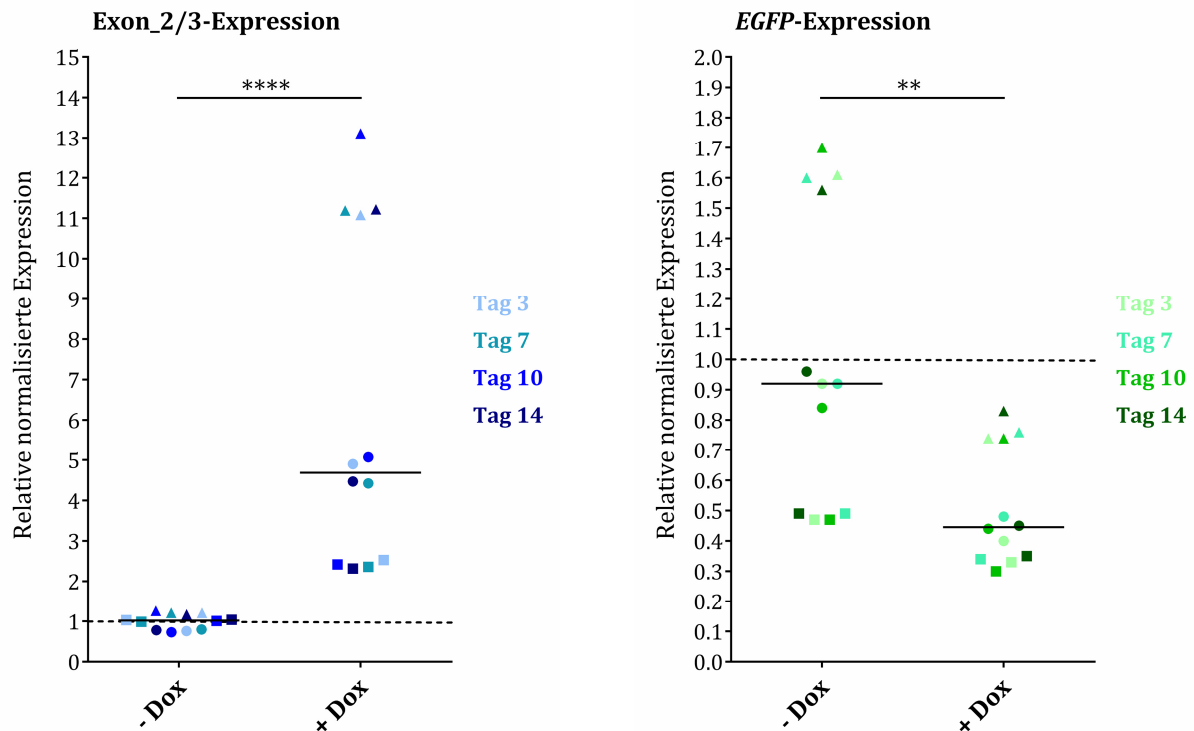 Exon_2/3-Expression
Relative normalisierte Expression
15
14
13
12
11
10
9
8
7
6
5
4
3
2
1
0
****
- Dox
+ Dox
Tag 3
Tag 7
Tag 10
Tag 14
EGFP-Expression
Relative normalisierte Expression
2.0
1.9
1.8
1.7
1.6
1.5
1.4
1.3
1.2
1.1
1.0
0.9
0.8
0.7
0.6
0.5
0.4
0.3
0.2
0.1
0.0
**
- Dox
+ Dox
Tag 3
Tag 7
Tag 10
Tag 14